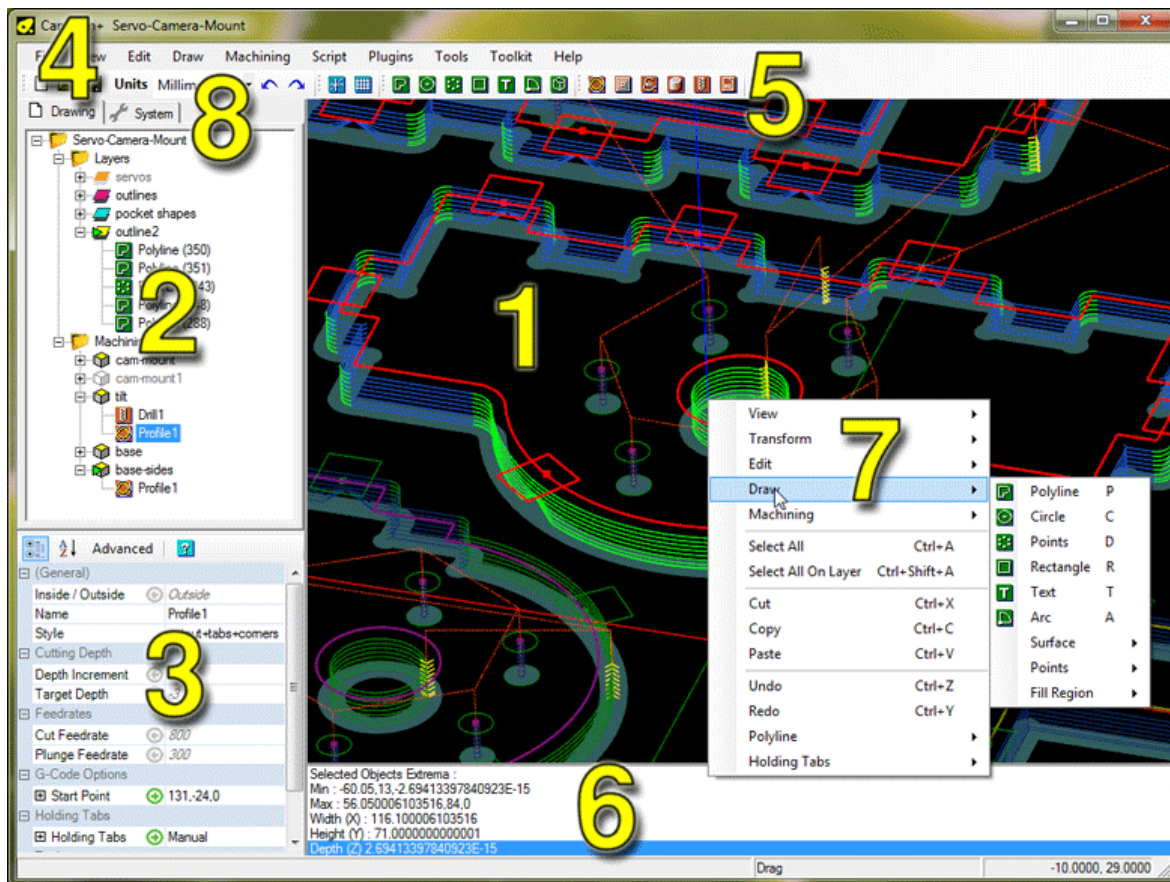 Servo-Camera-Mount
4
Edit Draw Machining Script Plugins Tools Toolkit Help
5
Units
8
Drawing System
Servo-Camera-Mount
Layers
servos
outlines
pocket shapes
outline2
Polyline (350)
Polyline (351)
2
1
cam-mount
cam-mount1
tilt
Drill1
Profile1
base
base-sides
Profile1
7
View
Transform
Edit
Draw
Machining
Select All Ctrl+A
Select All On Layer Ctrl+Shift+A
Cut Ctrl+X
Copy Ctrl+C
Paste Ctrl+V
Undo Ctrl+Z
Redo Ctrl+Y
Polyline
Holding Tabs
Polyline P
Circle C
Points D
Rectangle R
Text T
Arc A
Surface
Points
Fill Region
Advanced
(General)
Inside / Outside Outside
Name Profile1
Style
Cutting Depth
Depth Increment
3
Target Depth
Feedrates
Cut Feedrate 800
Plunge Feedrate 300
G-Code Options
Start Point 131,-24,0
Holding Tabs
Holding Tabs Manual
6
Selected Objects Extrema :
Min : -60.05,13,-2.69413397840923E-15
Max : 56.050006103516,84,0
Width (X) : 116.100006103516
Height (Y) : 71.0000000000001
Depth (Z) 2.69413397840923E-15
Drag -10.0000, 29.0000